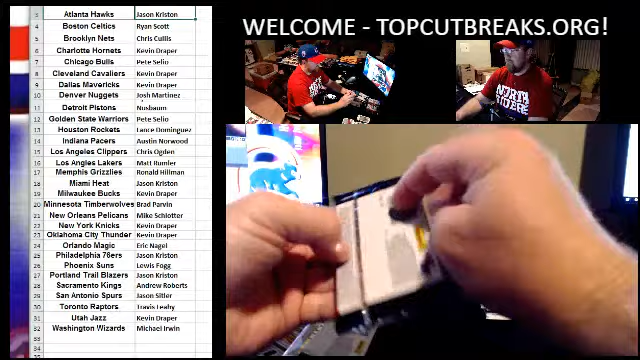 WELCOME - TOPCUTBREAKS.ORG!
3 Atlanta Hawks Jason Kriston
4 Boston Celtics Ryan Scott
5 Brooklyn Nets Chris Cullis
6 Charlotte Hornets Kevin Draper
7 Chicago Bulls Pete Selio
8 Cleveland Cavaliers Kevin Draper
9 Dallas Mavericks Kevin Draper
10 Denver Nuggets Josh Martinez
11 Detroit Pistons Nusbaum
12 Golden State Warriors Pete Selio
13 Houston Rockets Lance Dominguez
14 Indiana Pacers Austin Norwood
15 Los Angeles Clippers Chris Ogden
16 Los Angeles Lakers Matt Rumler
17 Memphis Grizzlies Ronald Hillman
18 Miami Heat Jason Kriston
19 Milwaukee Bucks Kevin Draper
20 Minnesota Timberwolves Brad Parvin
21 New Orleans Pelicans Mike Schlotter
22 New York Knicks Kevin Draper
23 Oklahoma City Thunder Kevin Draper
24 Orlando Magic Eric Nagel
25 Philadelphia 76ers Jason Kriston
26 Phoenix Suns Lewis Fogg
27 Portland Trail Blazers Jason Kriston
28 Sacramento Kings Andrew Roberts
29 San Antonio Spurs Jason Sitler
30 Toronto Raptors Travis Leahy
31 Utah Jazz Kevin Draper
32 Washington Wizards Michael Irwin
33
34
NORTH